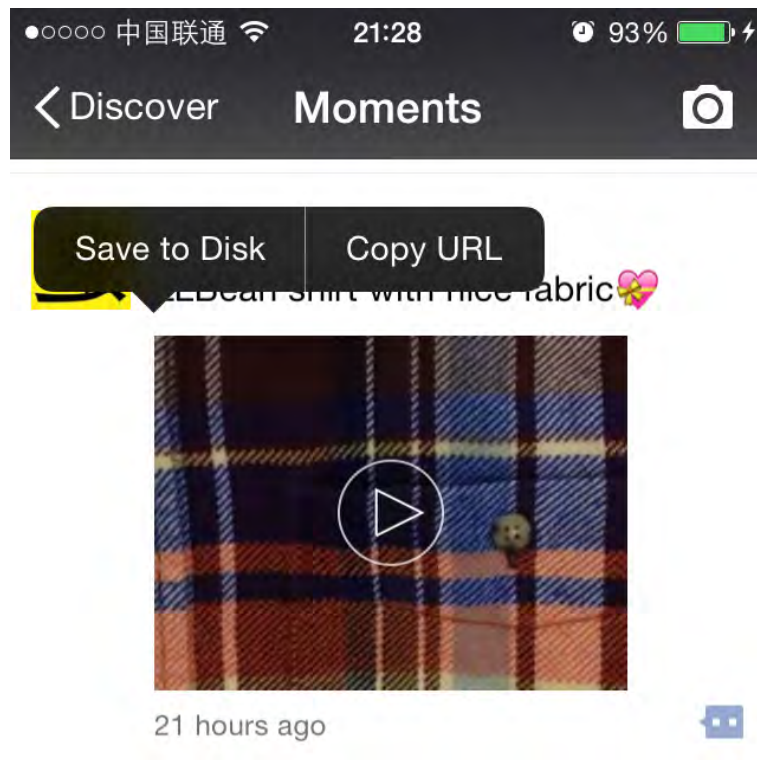 中国联通 21:28 93%
Discover Moments
Save to Disk Copy URL
shirt with nice fabric💝
21 hours ago